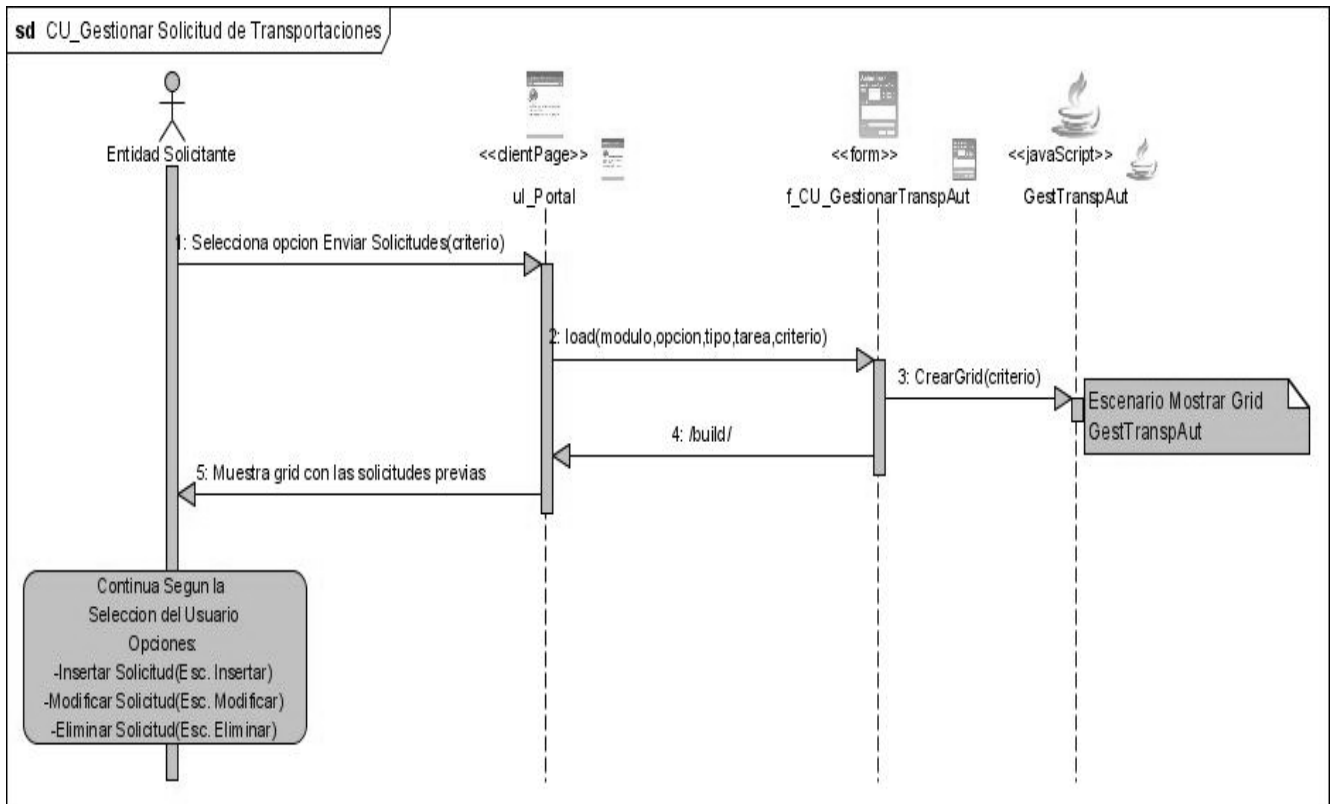 sd CU_Gestionar Solicitud de Transportaciones
Entidad Solicitante
<<clientPage>>
uI_Portal
<<form>>
f_CU_GestionarTranspAut
<<javaScript>>
GestTranspAut
1: Selecciona opcion Enviar Solicitudes(criterio)
2: load(modulo,opcion,tipo,tarea,criterio)
3: CrearGrid(criterio)
Escenario Mostrar Grid
GestTranspAut
4: /build/
5: Muestra grid con las solicitudes previas
Continua Segun la
Seleccion del Usuario
Opciones:
-Insertar Solicitud(Esc. Insertar)
-Modificar Solicitud(Esc. Modificar)
-Eliminar Solicitud(Esc. Eliminar)